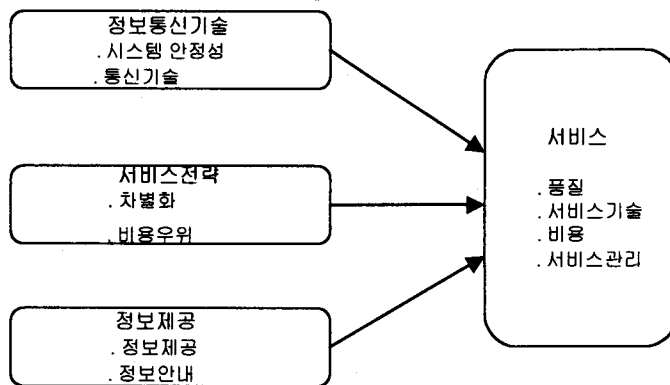 정보통신기술
. 시스템 안정성
. 통신기술
서비스전략
. 차별화
. 비용우위
정보제공
. 정보제공
. 정보안내
서비스
. 품질
. 서비스기술
. 비용
. 서비스관리